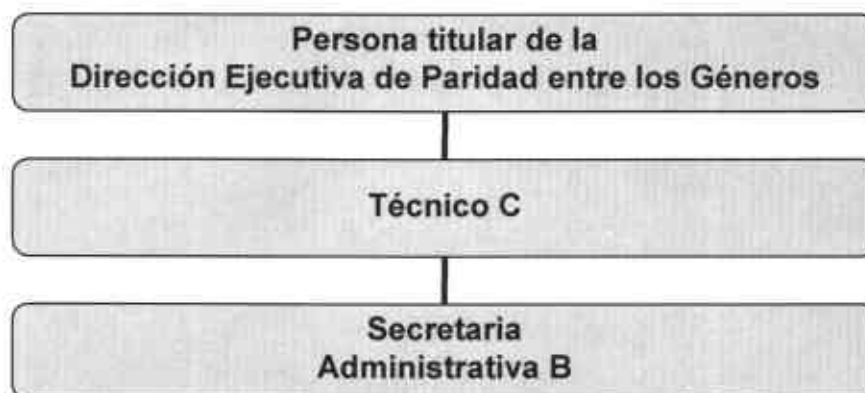 Persona titular de la
Dirección Ejecutiva de Paridad entre los Géneros
Técnico C
Secretaria
Administrativa B